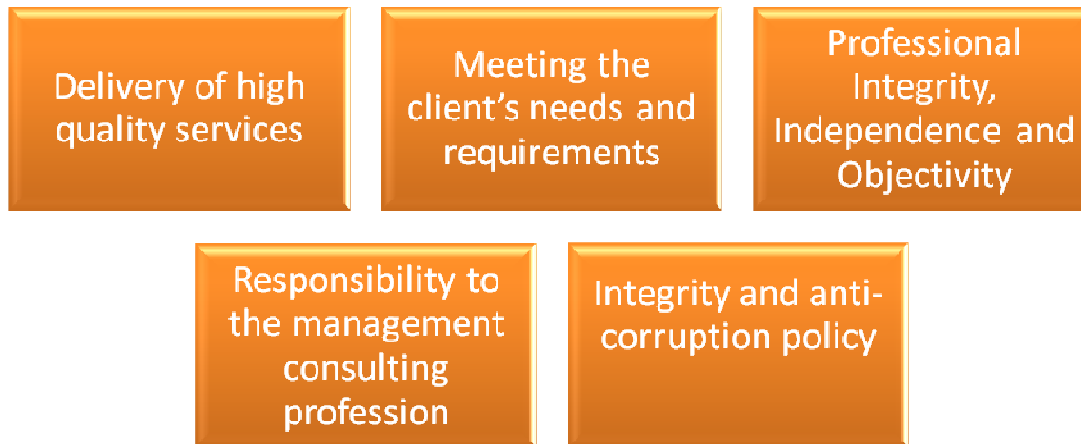 Delivery of high
quality services
Meeting the
client’s needs and
requirements
Professional
Integrity,
Independence and
Objectivity
Responsibility to
the management
consulting
profession
Integrity and anti-
corruption policy